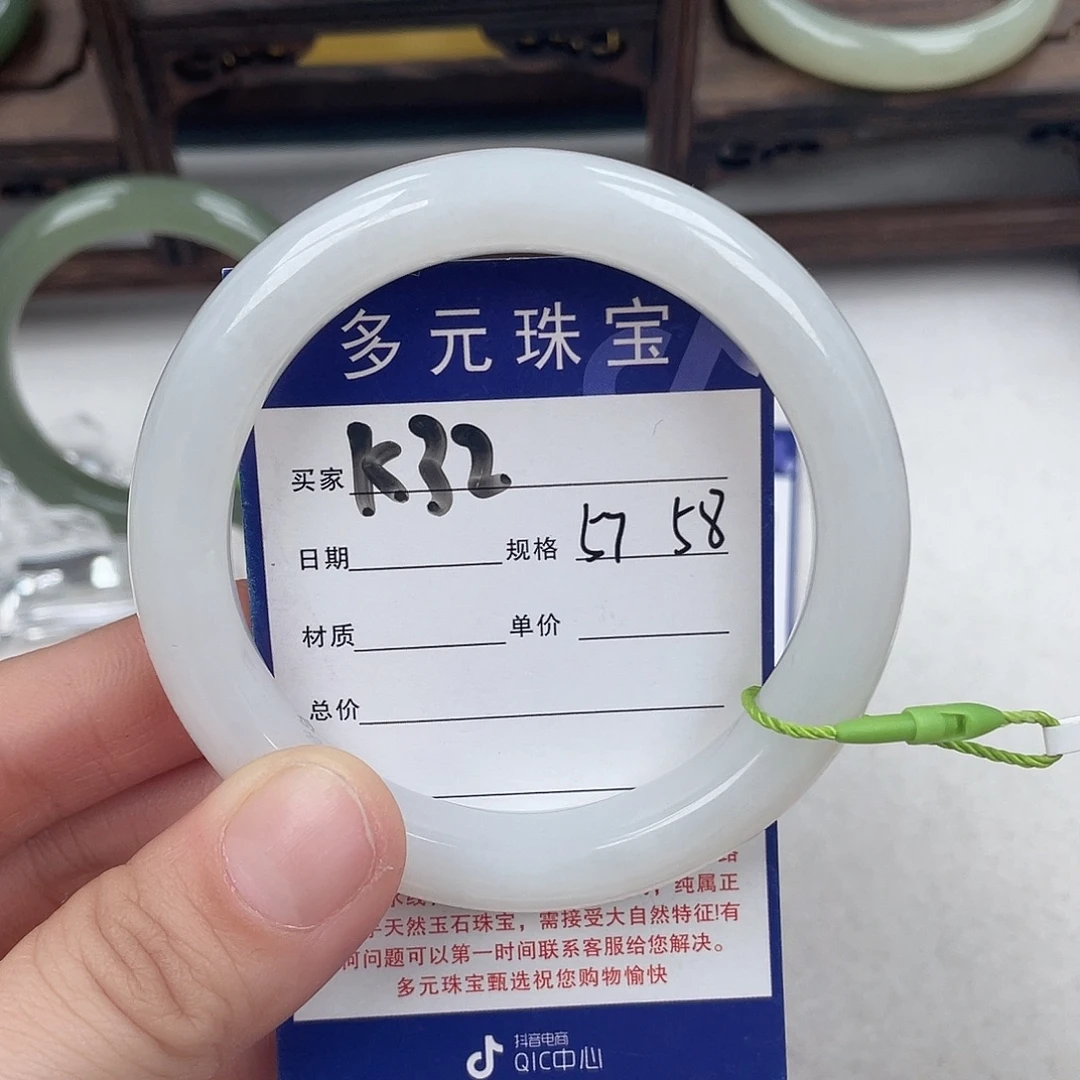 多元珠宝
买家 K32
日期 规格 57 58
材质 单价
总价
纯属正
天然玉石珠宝，需接受大自然特征!有
问题可以第一时间联系客服给您解决。
多元珠宝甄选祝您购物愉快
抖音电商
QIC中心